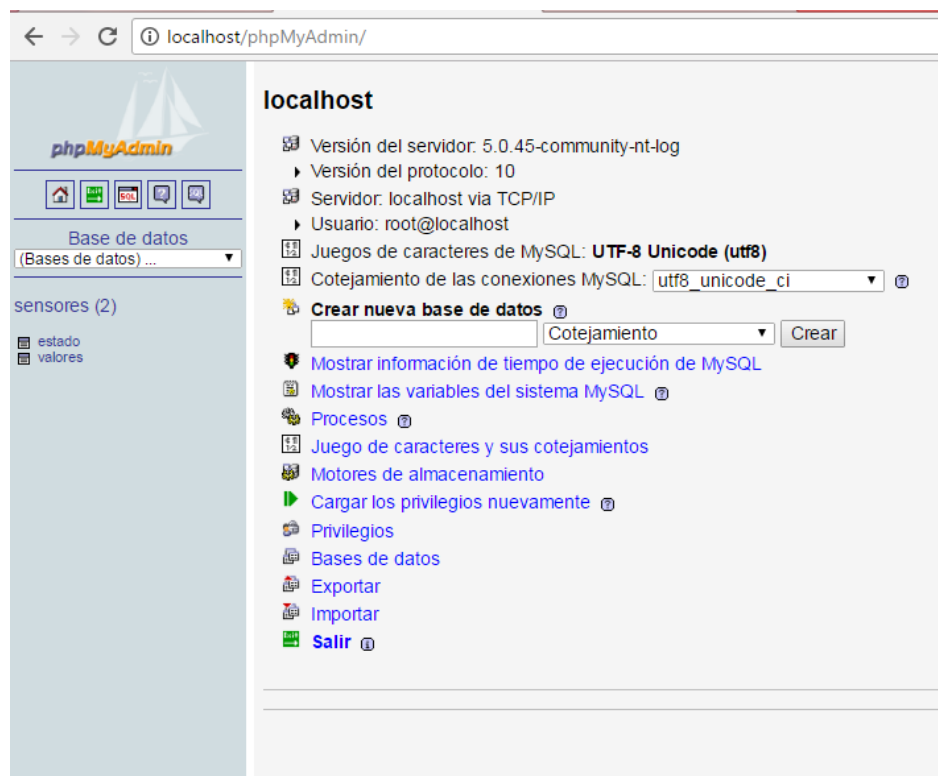 localhost/phpMyAdmin/
phpMyAdmin
SQL
Base de datos
(Bases de datos) ...
sensores (2)
estado
valores
localhost
Versión del servidor: 5.0.45-community-nt-log
Versión del protocolo: 10
Servidor: localhost via TCP/IP
Usuario: root@localhost
Juegos de caracteres de MySQL: UTF-8 Unicode (utf8)
Cotejamiento de las conexiones MySQL: utf8_unicode_ci
Crear nueva base de datos
Cotejamiento Crear
Mostrar información de tiempo de ejecución de MySQL
Mostrar las variables del sistema MySQL
Procesos
Juego de caracteres y sus cotejamientos
Motores de almacenamiento
Cargar los privilegios nuevamente
Privilegios
Bases de datos
Exportar
Importar
Salir